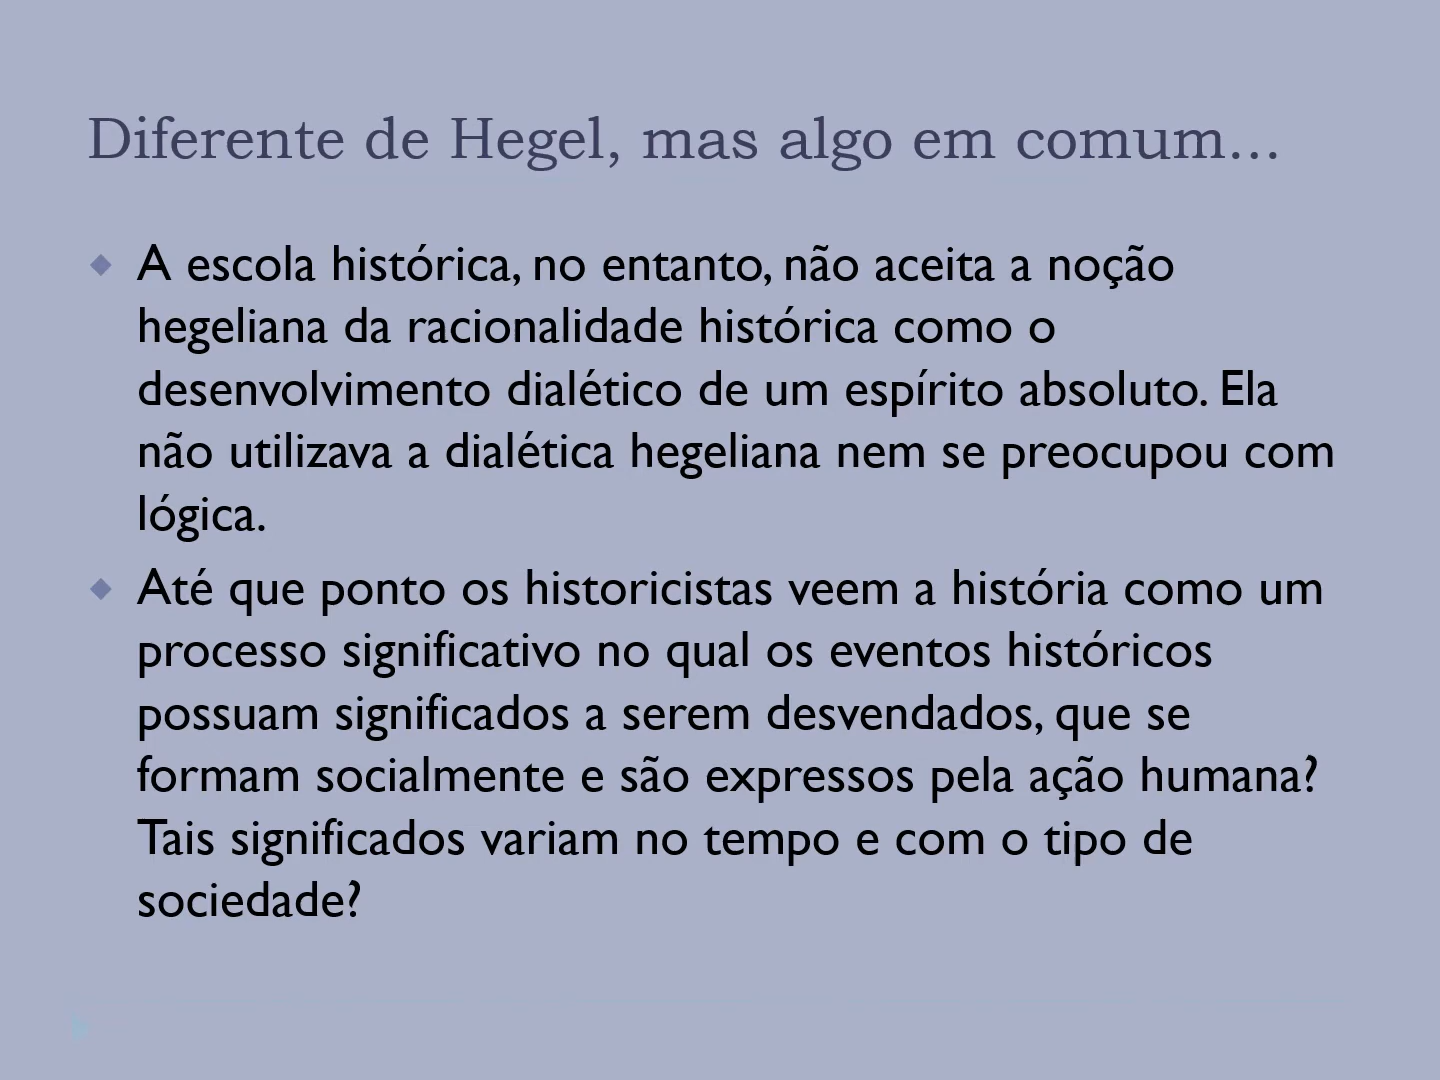 Diferente de Hegel, mas algo em comum...
A escola histórica, no entanto, não aceita a noção
hegeliana da racionalidade histórica como o
desenvolvimento dialético de um espírito absoluto. Ela
não utilizava a dialética hegeliana nem se preocupou com
lógica.
Até que ponto os historicistas veem a história como um
processo significativo no qual os eventos históricos
possuam significados a serem desvendados, que se
formam socialmente e são expressos pela ação humana?
Tais significados variam no tempo e com o tipo de
sociedade?